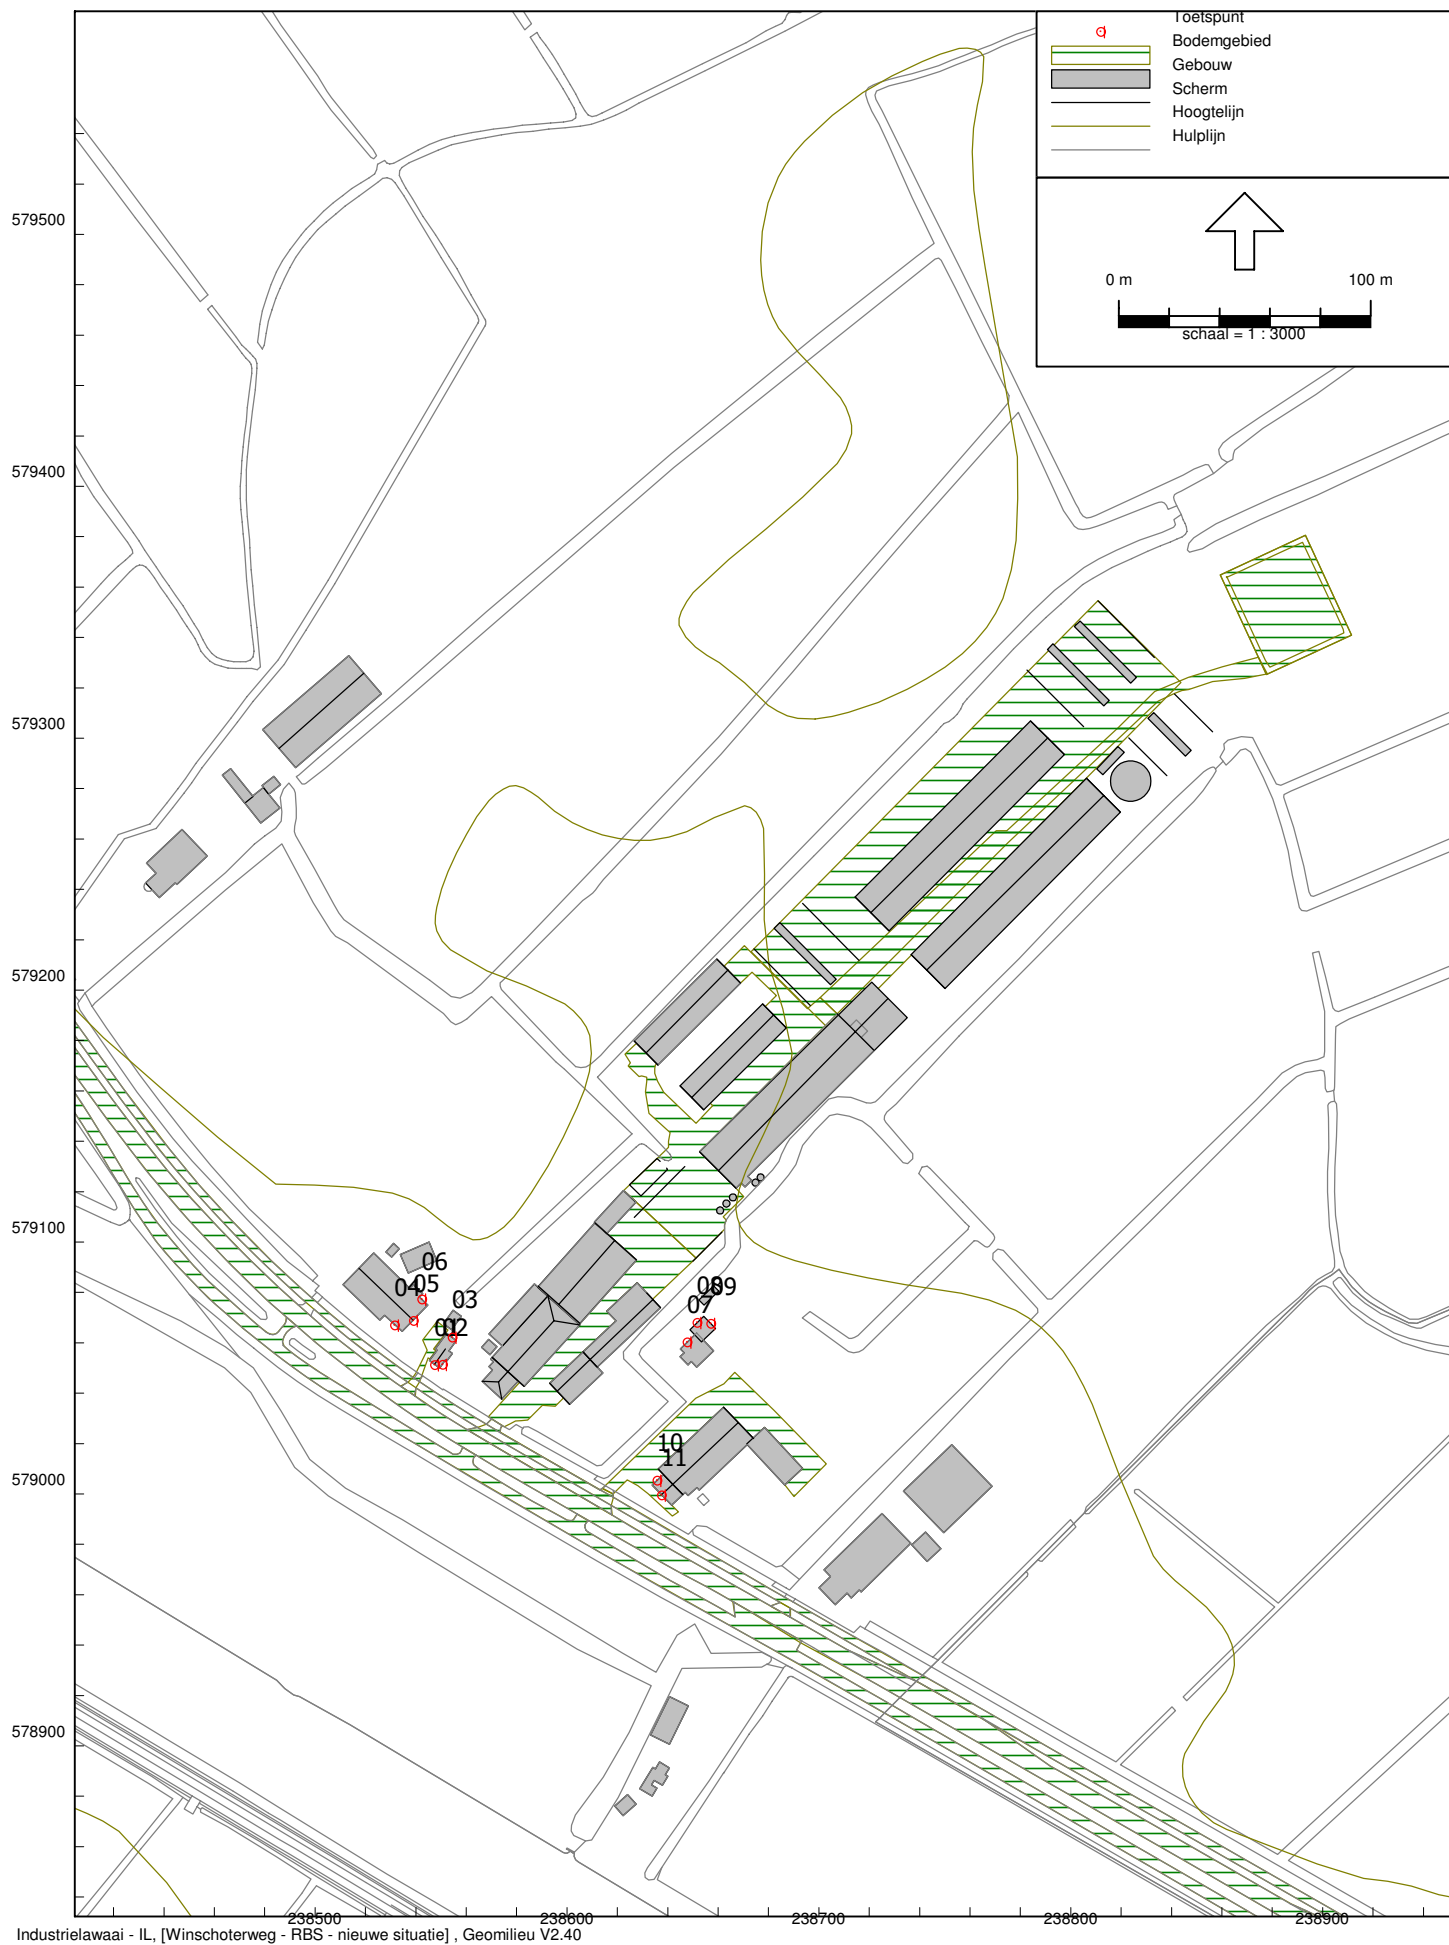 Toetspunt
Bodemgebied
Gebouw
Scherm
Hoogtelijn
Hulplijn
0 m 100 m
schaal = 1 : 3000
579500
579400
579300
579200
579100
579000
578900
06
05
04
03
01
02
08
09
07
10
11
238500 238600 238700 238800 238900
Industrielawaai - IL, [Winschoterweg - RBS - nieuwe situatie] , Geomilieu V2.40